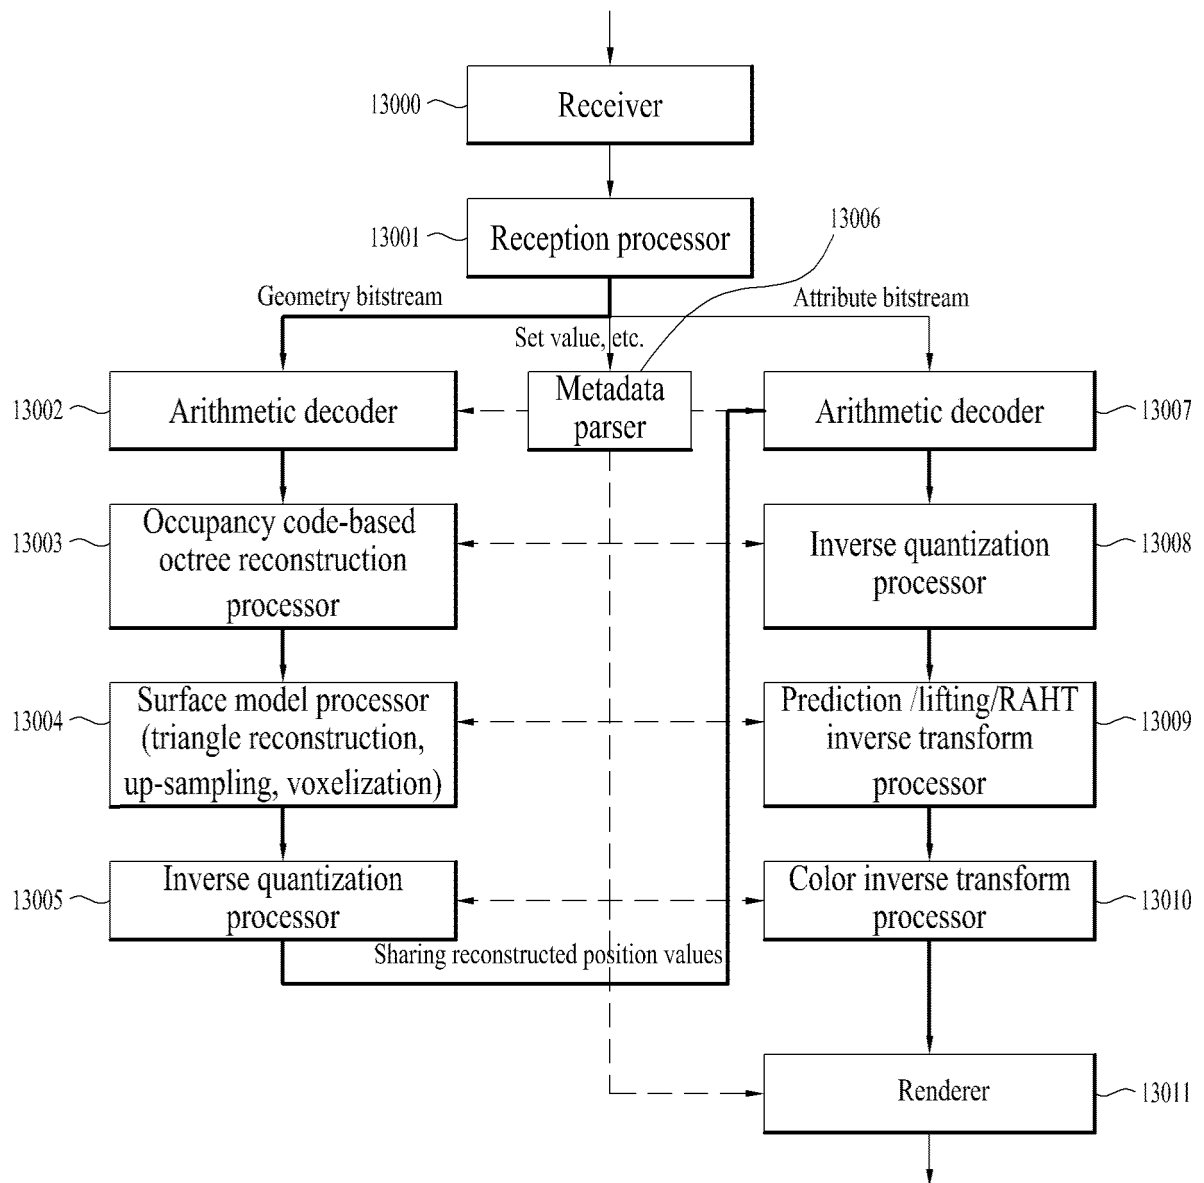 13000
Receiver
13001
Reception processor
13006
Geometry bitstream
Attribute bitstream
Set value, etc.
13002
Arithmetic decoder
Metadada
parser
Arithmetic decoder
13007
13003
Occupancy code-based
octree reconstruction
processor
Inverse quantization
processor
13008
13004
Surface model processor
(triangle reconstruction,
up-sampling, voxelization)
Prediction /lifting/RAHT
inverse transform
processor
13009
13005
Inverse quantization
processor
Color inverse transform
processor
13010
Sharing reconstructed position values
Renderer
13011